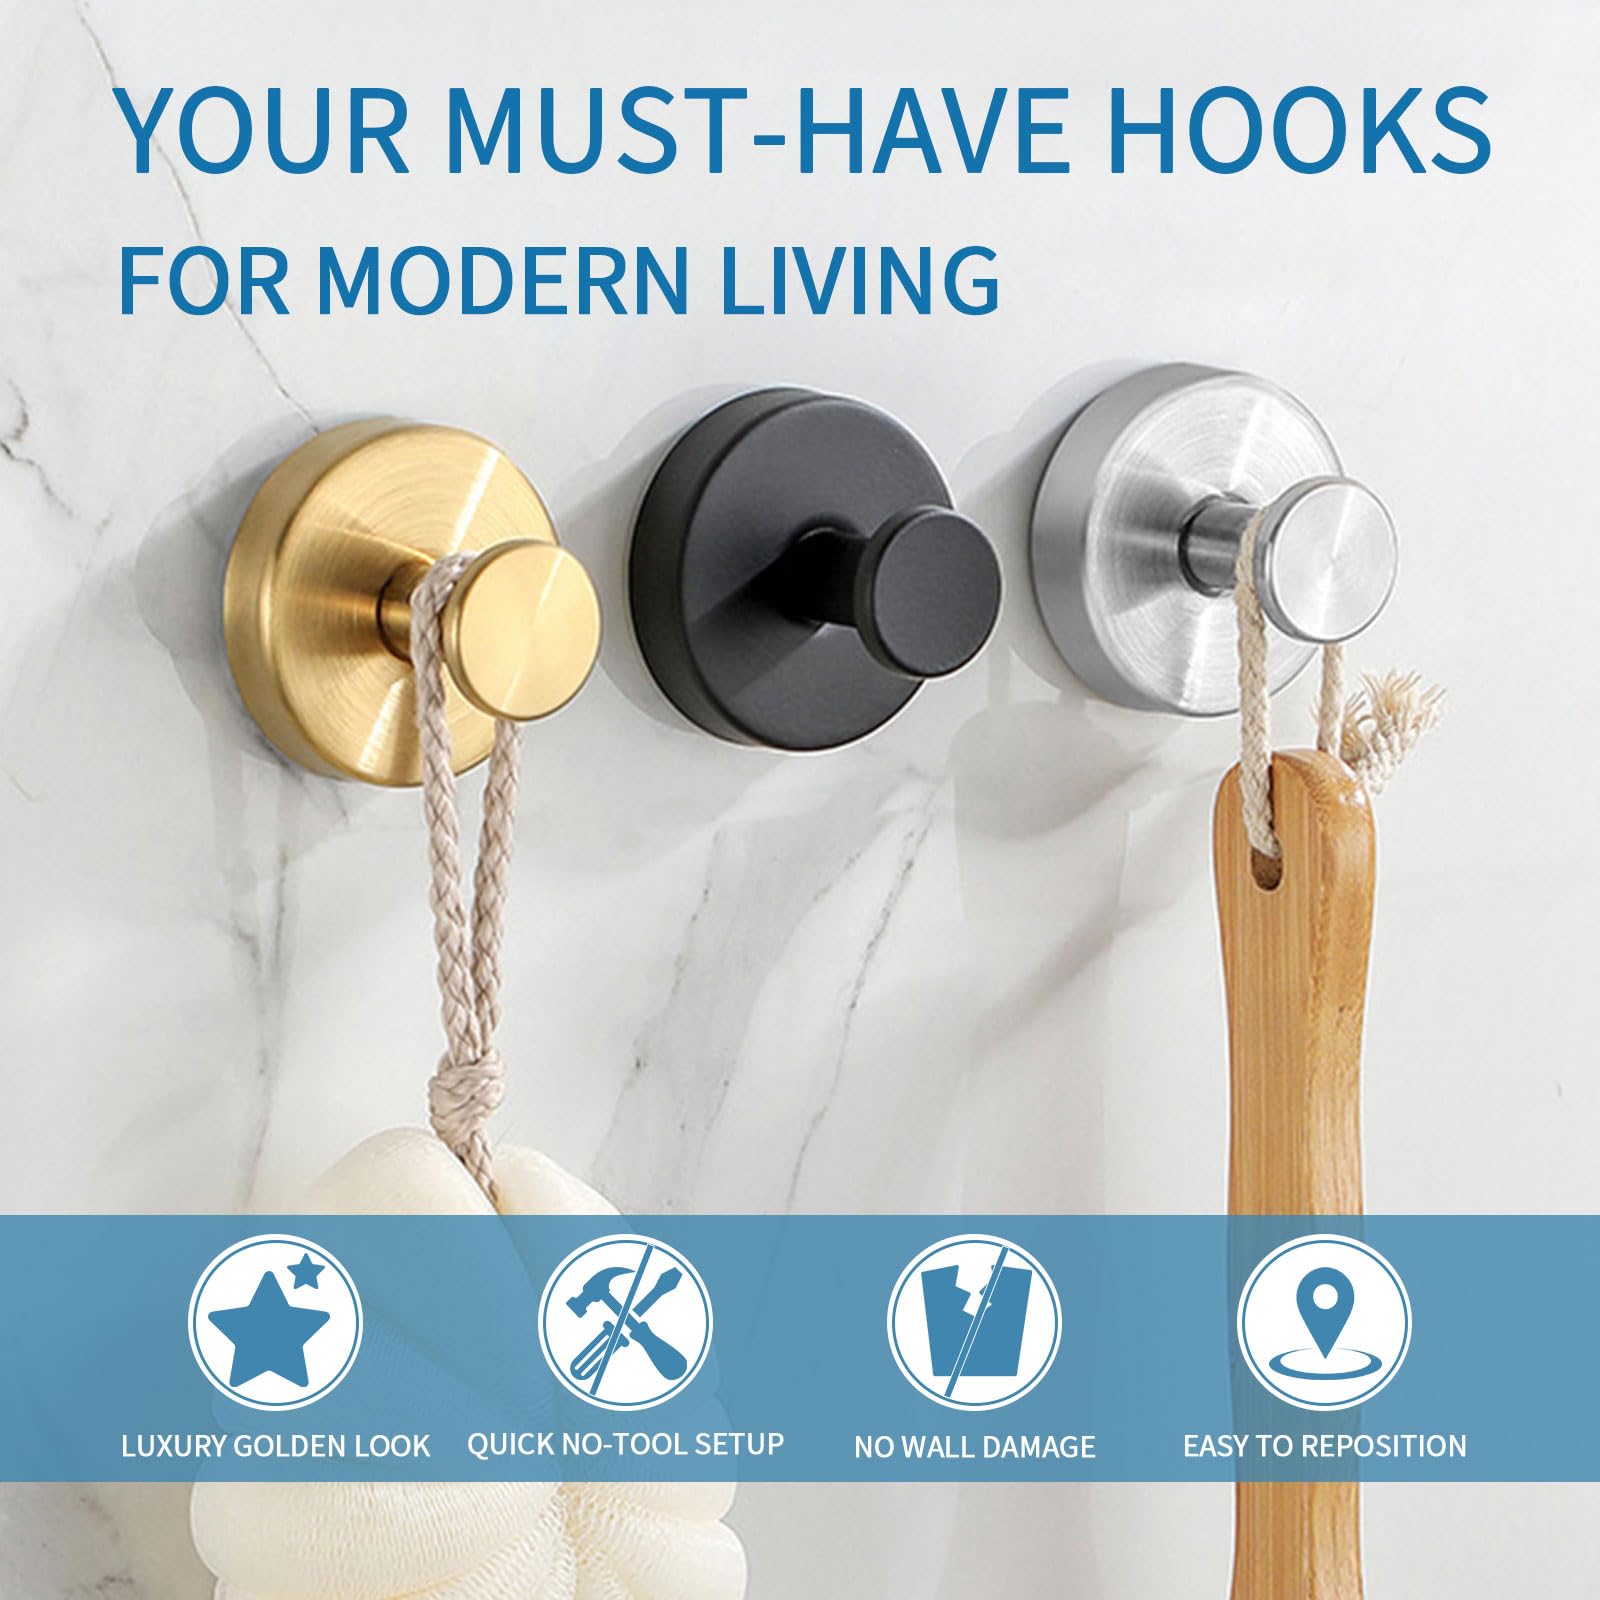 YOUR MUST-HAVE HOOKS
FOR MODERN LIVING
LUXURY GOLDEN LOOK
QUICK NO-TOOL SETUP
NO WALL DAMAGE
EASY TO REPOSITION